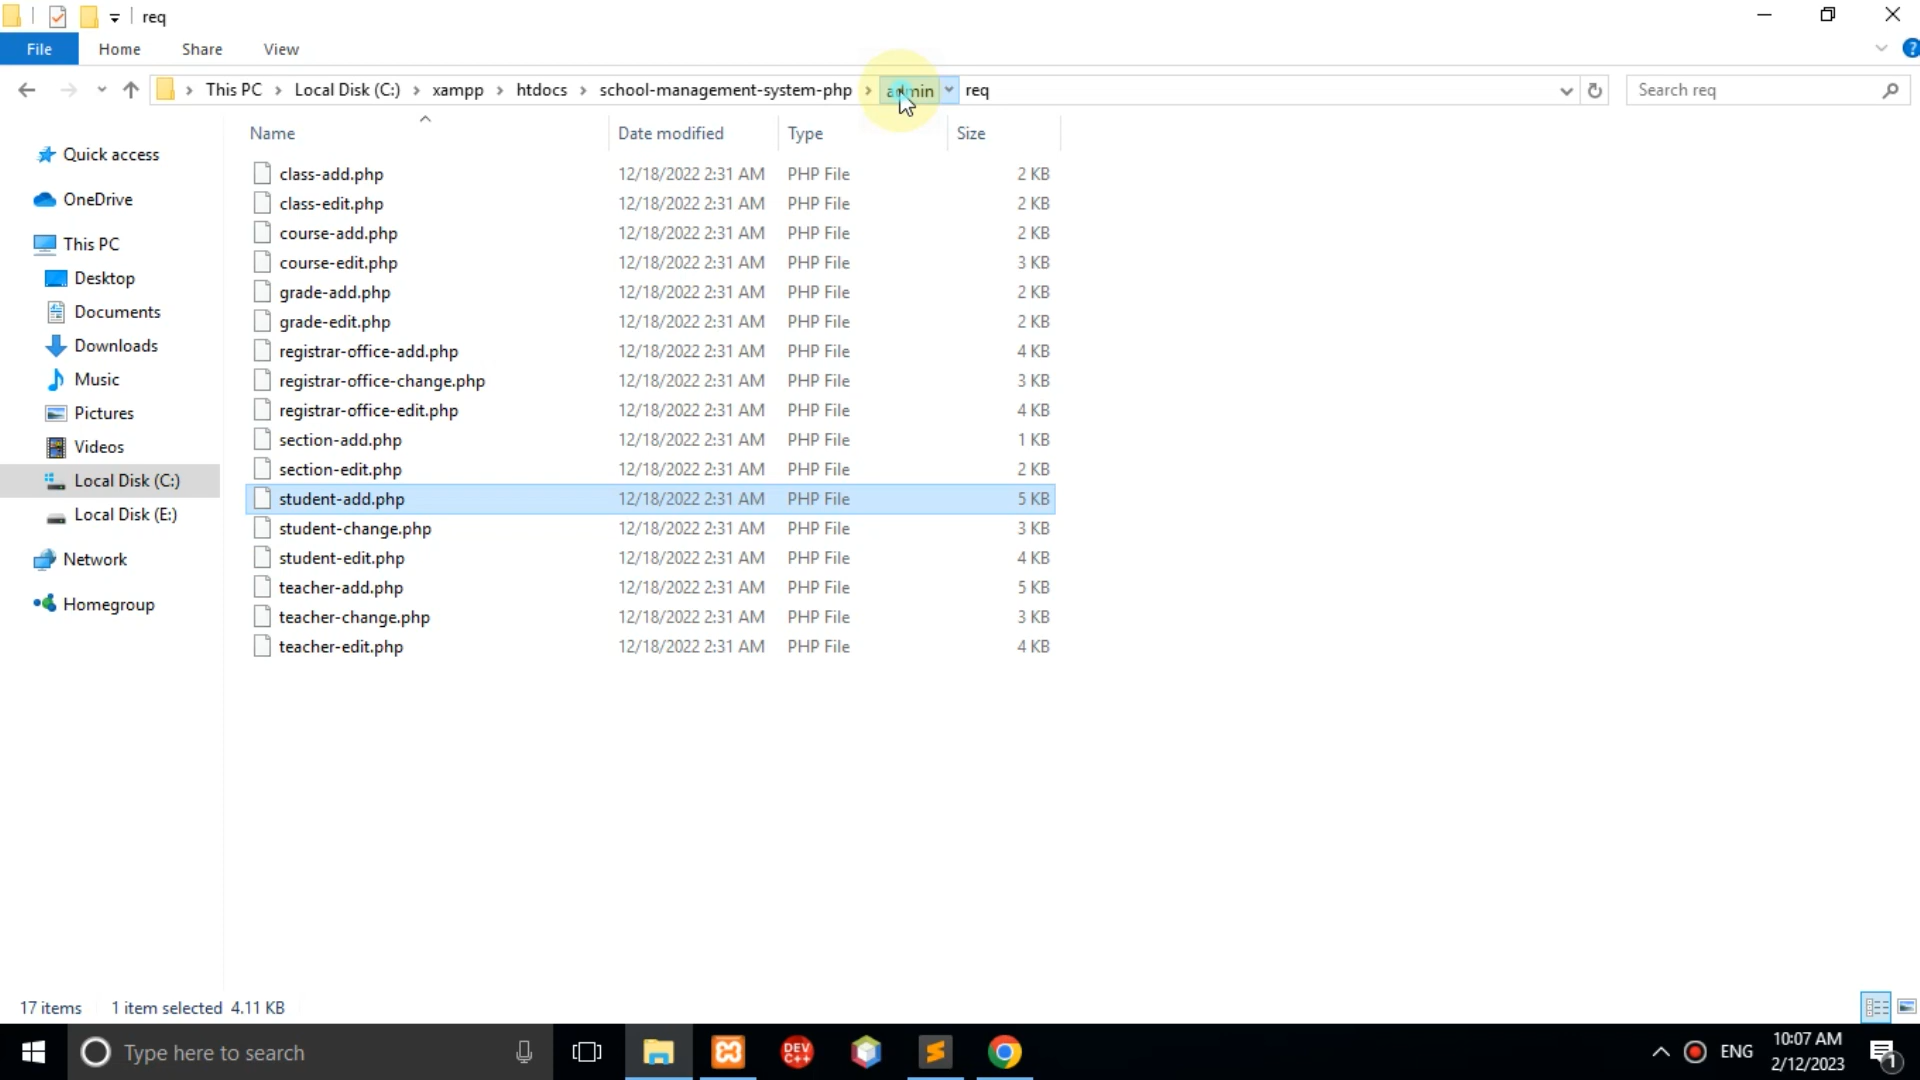 req
File Home Share View
This PC Local Disk (C:) xampp htdocs school-management-system-php admin req Search req
Name Date modified Type Size
Quick access
OneDrive
This PC
Desktop
Documents
Downloads
Music
Pictures
Videos
Local Disk (C:)
Local Disk (E:)
Network
Homegroup
class-add.php 12/18/2022 2:31 AM PHP File 2 KB
class-edit.php 12/18/2022 2:31 AM PHP File 2 KB
course-add.php 12/18/2022 2:31 AM PHP File 2 KB
course-edit.php 12/18/2022 2:31 AM PHP File 3 KB
grade-add.php 12/18/2022 2:31 AM PHP File 2 KB
grade-edit.php 12/18/2022 2:31 AM PHP File 2 KB
registrar-office-add.php 12/18/2022 2:31 AM PHP File 4 KB
registrar-office-change.php 12/18/2022 2:31 AM PHP File 3 KB
registrar-office-edit.php 12/18/2022 2:31 AM PHP File 4 KB
section-add.php 12/18/2022 2:31 AM PHP File 1 KB
section-edit.php 12/18/2022 2:31 AM PHP File 2 KB
student-add.php 12/18/2022 2:31 AM PHP File 5 KB
student-change.php 12/18/2022 2:31 AM PHP File 3 KB
student-edit.php 12/18/2022 2:31 AM PHP File 4 KB
teacher-add.php 12/18/2022 2:31 AM PHP File 5 KB
teacher-change.php 12/18/2022 2:31 AM PHP File 3 KB
teacher-edit.php 12/18/2022 2:31 AM PHP File 4 KB
17 items 1 item selected 4.11 KB
Type here to search
DEV
C++
ENG
10:07 AM
2/12/2023
1